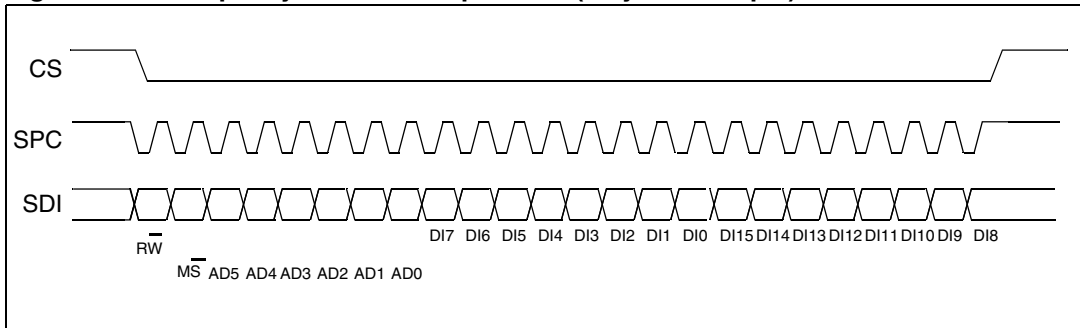 CS
SPC
SDI
DI7 DI6 DI5 DI4 DI3 DI2 DI1 DI0 DI15 DI14 DI13 DI12 DI11 DI10 DI9 DI8
RW̅
MS̅ AD5 AD4 AD3 AD2 AD1 AD0